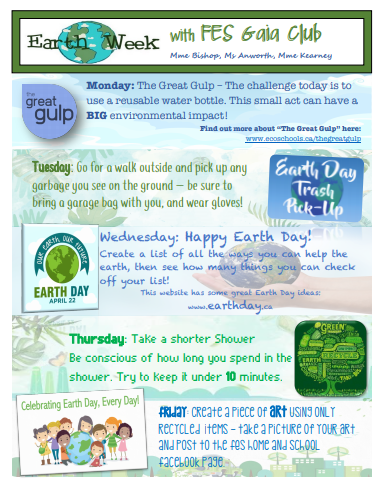 Earth Week with FES Gaia Club
Mme Bishop, Ms Anworth, Mme Kearney
the
great
gulp
Monday: The Great Gulp – The challenge today is to
use a reusable water bottle. This small act can have a
BIG environmental impact!
Find out more about "The Great Gulp" here:
www.ecoschools.ca/thegreatgulp
Tuesday: Go for a walk outside and pick up any
garbage you see on the ground – be sure to
bring a garbage bag with you, and wear gloves!
Earth Day
Trash
Pick-Up
OUR EARTH, OUR FUTURE
EARTH DAY
APRIL 22
Wednesday: Happy Earth Day!
Create a list of all the ways you can help the
earth, then see how many things you can check
off your list!
This website has some great Earth Day ideas:
www.earthday.ca
Thursday: Take a shorter Shower
Be conscious of how long you spend in the
shower. Try to keep it under 10 minutes.
GREEN
Celebrating Earth Day, Every Day!
Friday: Create a piece of ART using only
recycled items – take a picture of your art
and post to the FES Home and School
Facebook page.